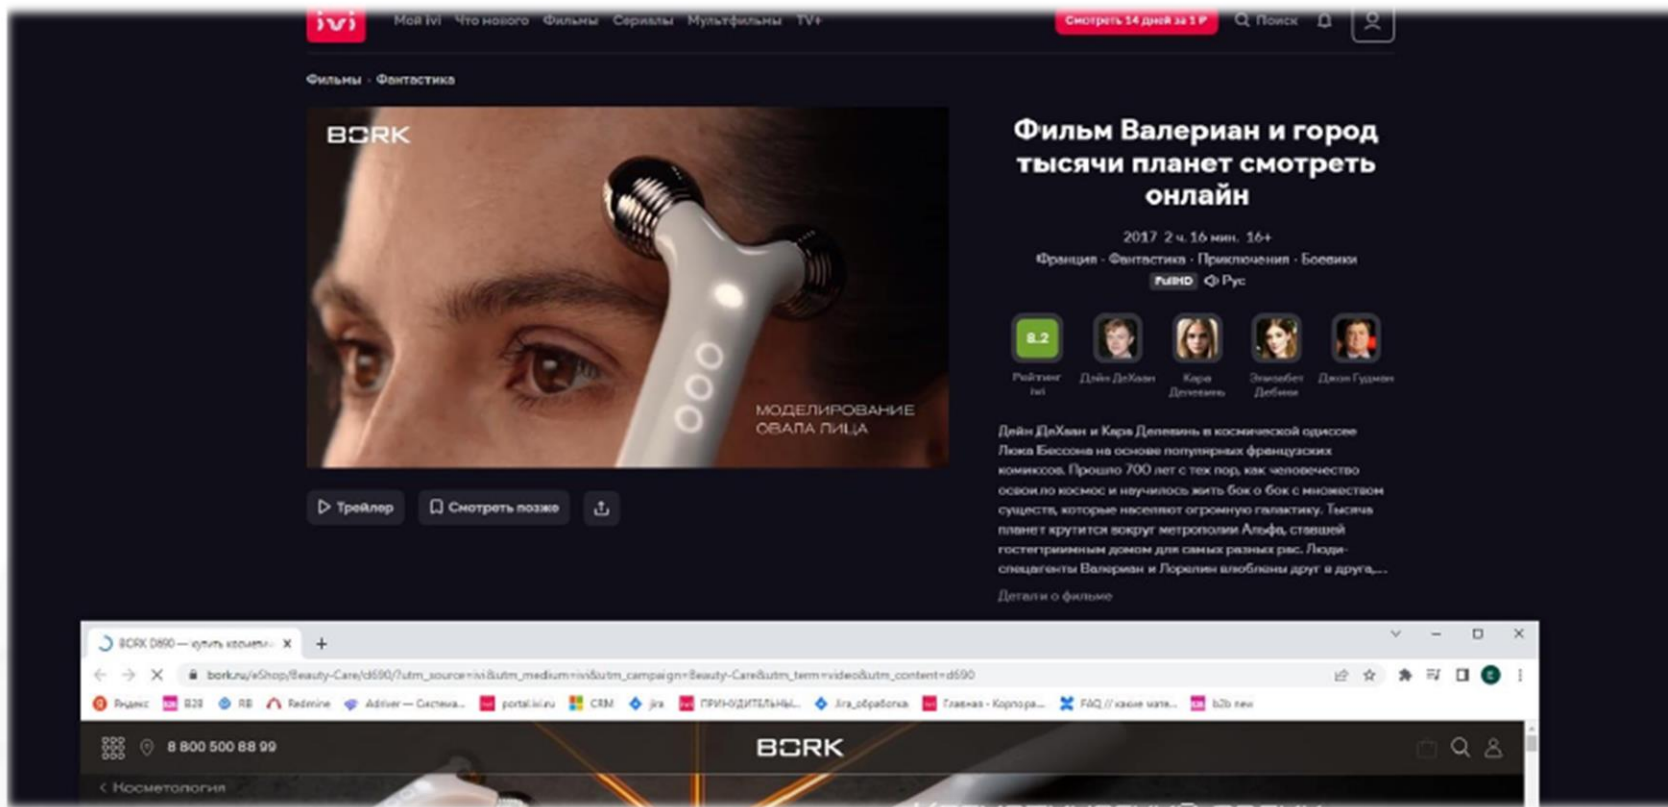 ivi Мой ivi Что нового Фильмы Сериалы Мультфильмы TV+ Смотреть 14 дней за 1 ₽ Поиск
Фильмы · Фантастика
BORK
МОДЕЛИРОВАНИЕ
ОВАЛА ЛИЦА
Трейлер Смотреть позже
Фильм Валериан и город
тысячи планет смотреть
онлайн
2017 2 ч. 16 мин. 16+
Франция · Фантастика · Приключения · Боевики
FullHD Рус
8.2
Рейтинг
ivi
Дэйн ДеХаан
Кара
Делевинь
Элизабет
Дебики
Джон Гудман
Дейн ДеХаан и Кара Делевинь в космической одиссее
Люка Бессона на основе популярных французских
комиксов. Прошло 700 лет с тех пор, как человечество
освоило космос и научилось жить бок о бок с множеством
существ, которые населяют огромную галактику. Тысяча
планет крутится вокруг метрополии Альфа, ставшей
гостеприимным домом для самых разных рас. Люди-
спецагенты Валериан и Лорелин влюблены друг в друга,...
Детали о фильме
BORK D690 — купить космети
bork.ru/eShop/Beauty-Care/d690/?utm_source=ivi&utm_medium=ivi&utm_campaign=Beauty-Care&utm_term=video&utm_content=d690
Яндекс B2B RB Redmine Adriver — Система... portal.ivi.ru CRM jira ПРИНУДИТЕЛЬНЫ... Jira_обработка Главная - Корпора... FAQ // какие мате... b2b new
8 800 500 88 99 BORK
< Косметология